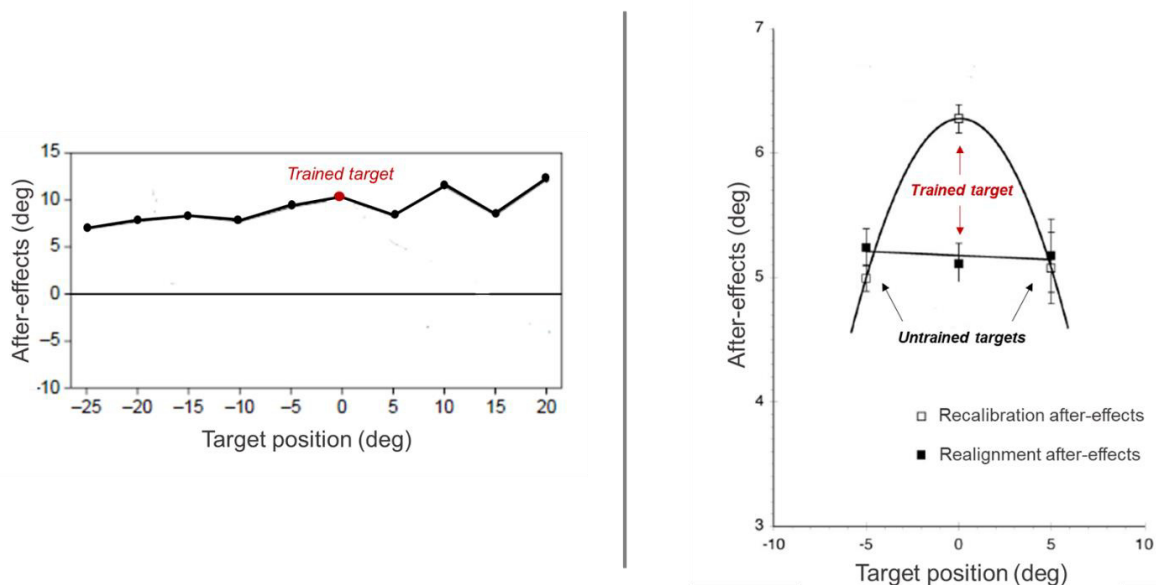 15
10
5
0
−5
-10
After-effects (deg)
Trained target
−25 −20 −15 −10 −5 0 5 10 15 20
Target position (deg)
7
6
5
4
3
After-effects (deg)
Trained target
Untrained targets
Recalibration after-effects
Realignment after-effects
-10 -5 0 5 10
Target position (deg)